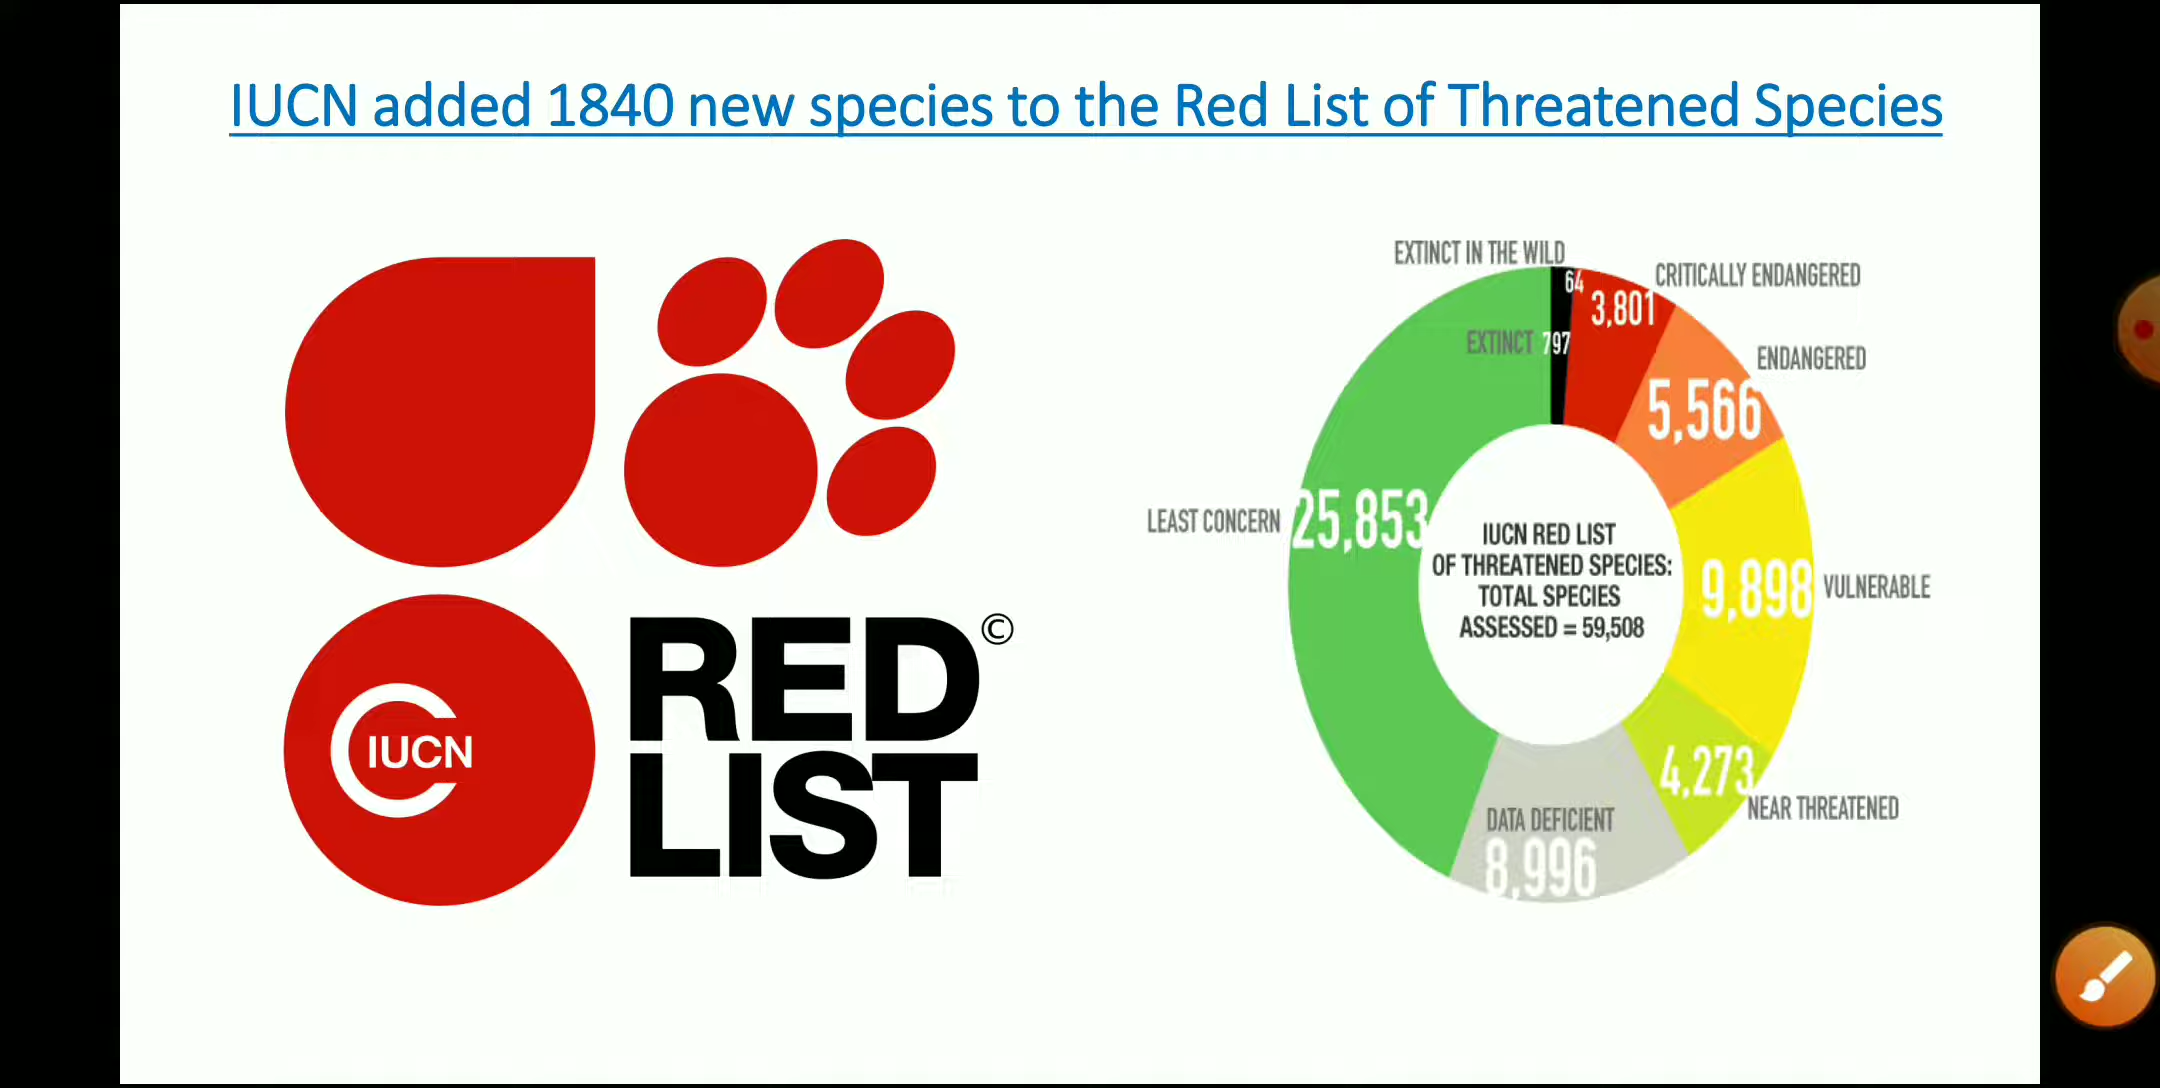 IUCN added 1840 new species to the Red List of Threatened Species
IUCN
RED
LIST
©
EXTINCT IN THE WILD
64
CRITICALLY ENDANGERED
3,801
EXTINCT 797
ENDANGERED
5,566
LEAST CONCERN 25,853
IUCN RED LIST
OF THREATENED SPECIES:
TOTAL SPECIES
ASSESSED = 59,508
9,898 VULNERABLE
4,273
NEAR THREATENED
DATA DEFICIENT
8,996